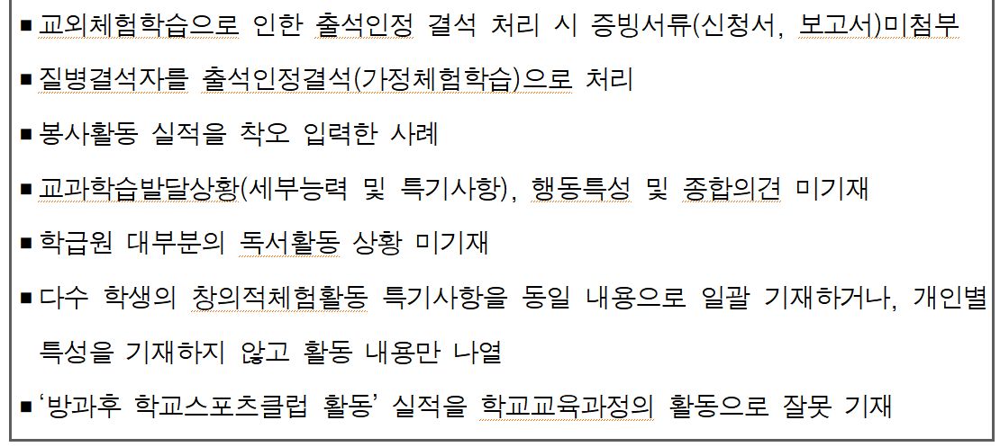 ■ 교외체험학습으로 인한 출석인정 결석 처리 시 증빙서류(신청서, 보고서)미첨부
■ 질병결석자를 출석인정결석(가정체험학습)으로 처리
■ 봉사활동 실적을 착오 입력한 사례
■ 교과학습발달상황(세부능력 및 특기사항), 행동특성 및 종합의견 미기재
■ 학급원 대부분의 독서활동 상황 미기재
■ 다수 학생의 창의적체험활동 특기사항을 동일 내용으로 일괄 기재하거나, 개인별
특성을 기재하지 않고 활동 내용만 나열
■ ‘방과후 학교스포츠클럽 활동’ 실적을 학교교육과정의 활동으로 잘못 기재